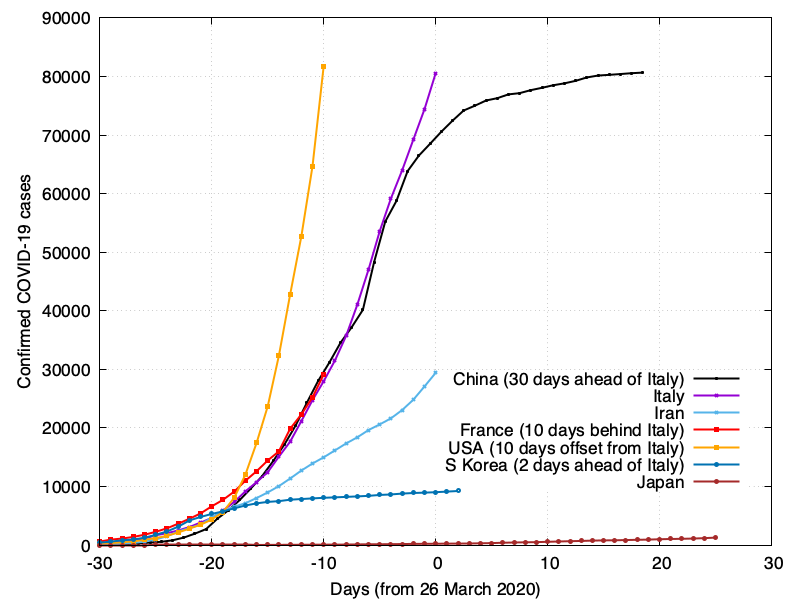 90000
80000
70000
60000
50000
40000
30000
20000
10000
0
Confirmed COVID-19 cases
China (30 days ahead of Italy)
Italy
Iran
France (10 days behind Italy)
USA (10 days offset from Italy)
S Korea (2 days ahead of Italy)
Japan
-30 -20 -10 0 10 20 30
Days (from 26 March 2020)